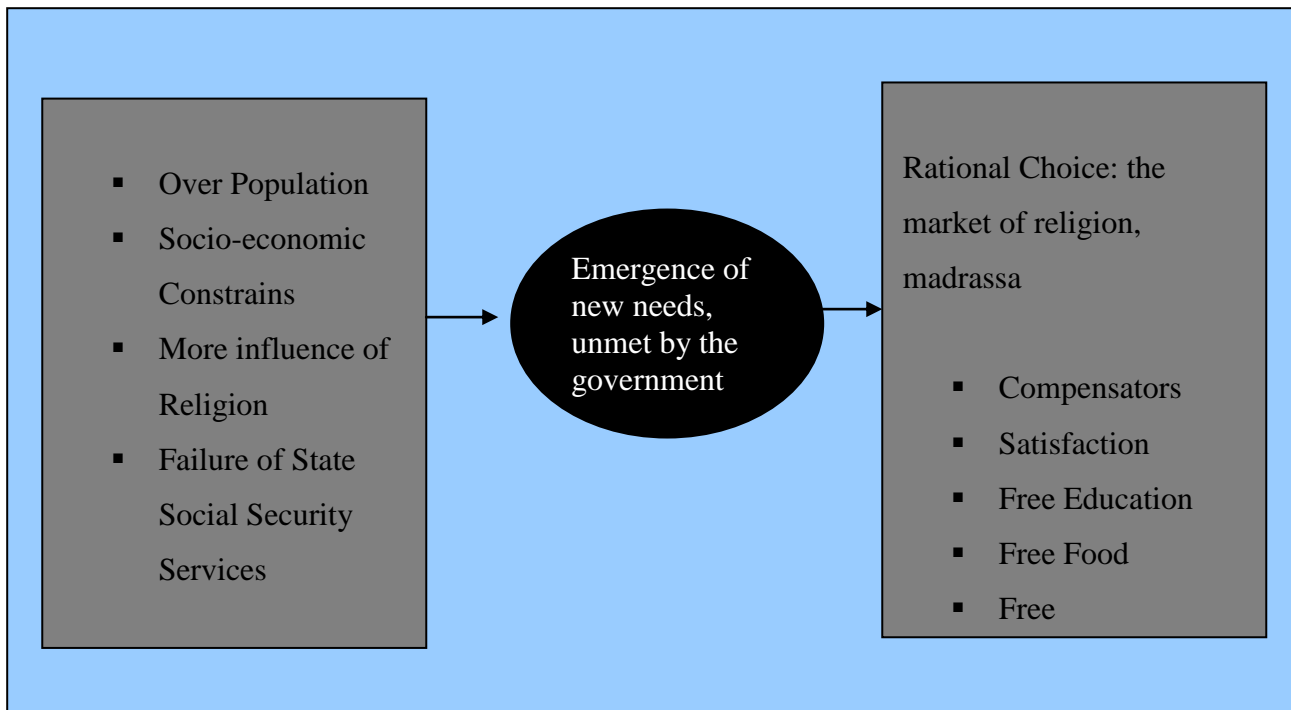 ▪ Over Population
▪ Socio-economic
Constrains
▪ More influence of
Religion
▪ Failure of State
Social Security
Services
Emergence of
new needs,
unmet by the
government
Rational Choice: the
market of religion,
madrassa
▪ Compensators
▪ Satisfaction
▪ Free Education
▪ Free Food
▪ Free